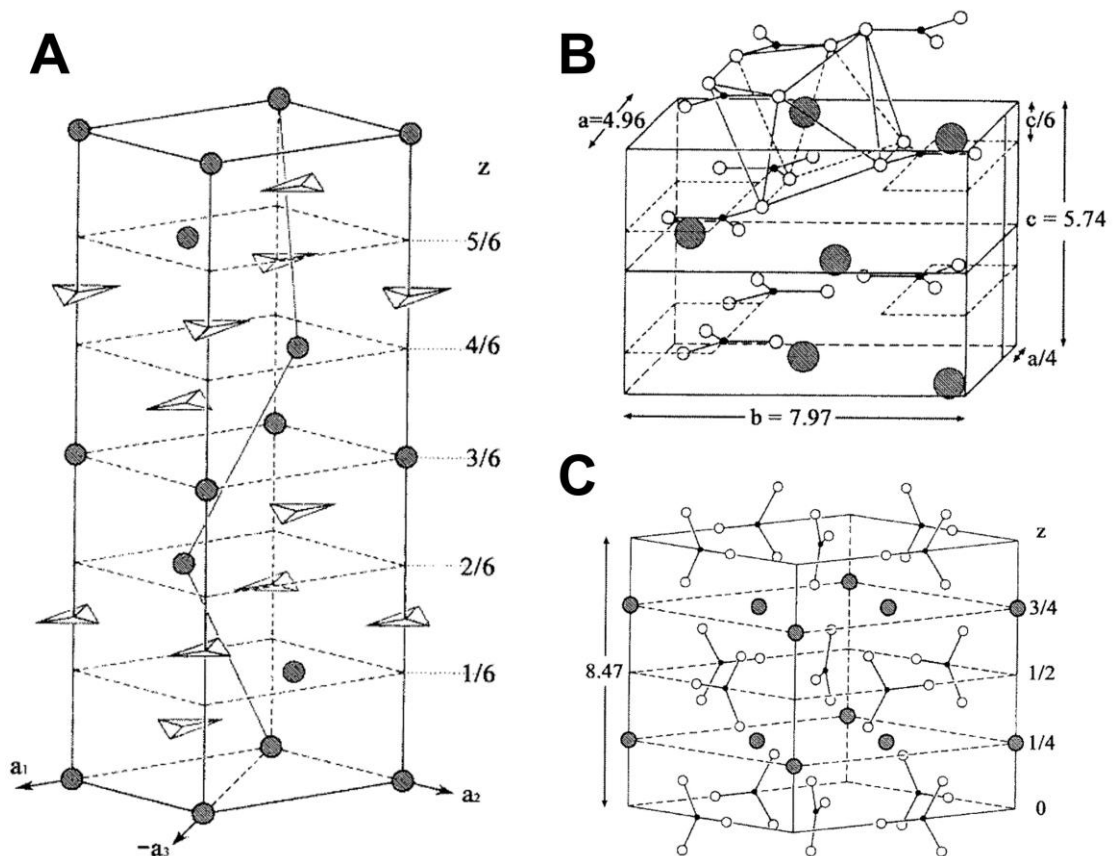 A
z
5/6
4/6
3/6
2/6
1/6
a₁
a₂
-a₃
B
a=4.96
c/6
c = 5.74
a/4
b = 7.97
C
z
3/4
8.47
1/2
1/4
0